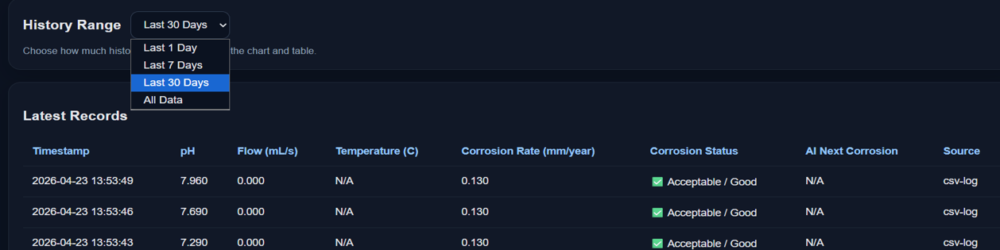 History Range Last 30 Days
Last 1 Day
Choose how much histo the chart and table.
Last 7 Days
Last 30 Days
All Data
Latest Records
Timestamp pH Flow (mL/s) Temperature (C) Corrosion Rate (mm/year) Corrosion Status AI Next Corrosion Source
2026-04-23 13:53:49 7.960 0.000 N/A 0.130 ✅ Acceptable / Good N/A csv-log
2026-04-23 13:53:46 7.690 0.000 N/A 0.130 ✅ Acceptable / Good N/A csv-log
2026-04-23 13:53:43 7.290 0.000 N/A 0.130 ✅ Acceptable / Good N/A csv-log